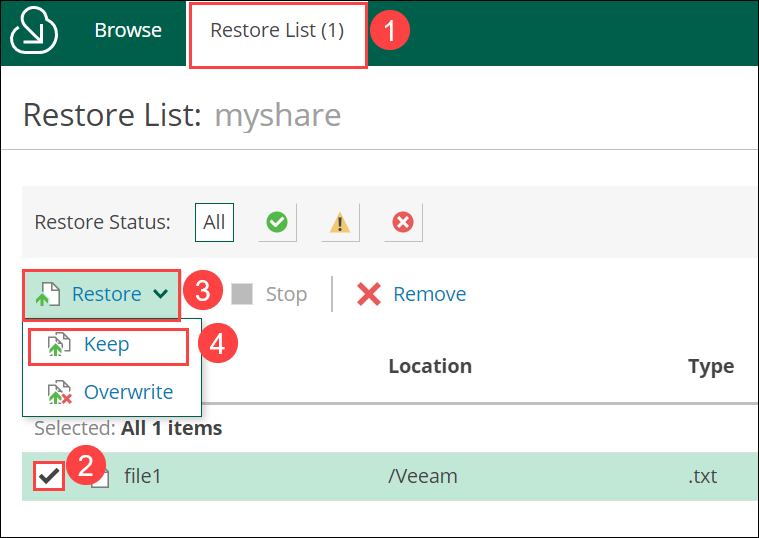 Browse
Restore List (1)
1
Restore List: myshare
Restore Status: All
Restore
3
Stop
Remove
Keep
4
Overwrite
Location
Type
Selected: All 1 items
2
file1
/Veeam
.txt